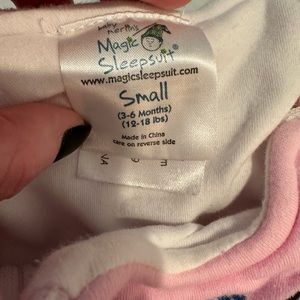 baby merlin's
Magic
Sleepsuit®
www.magicsleepsuit.com
Small
(3-6 Months)
(12-18 lbs)
Made in China
care on reverse side